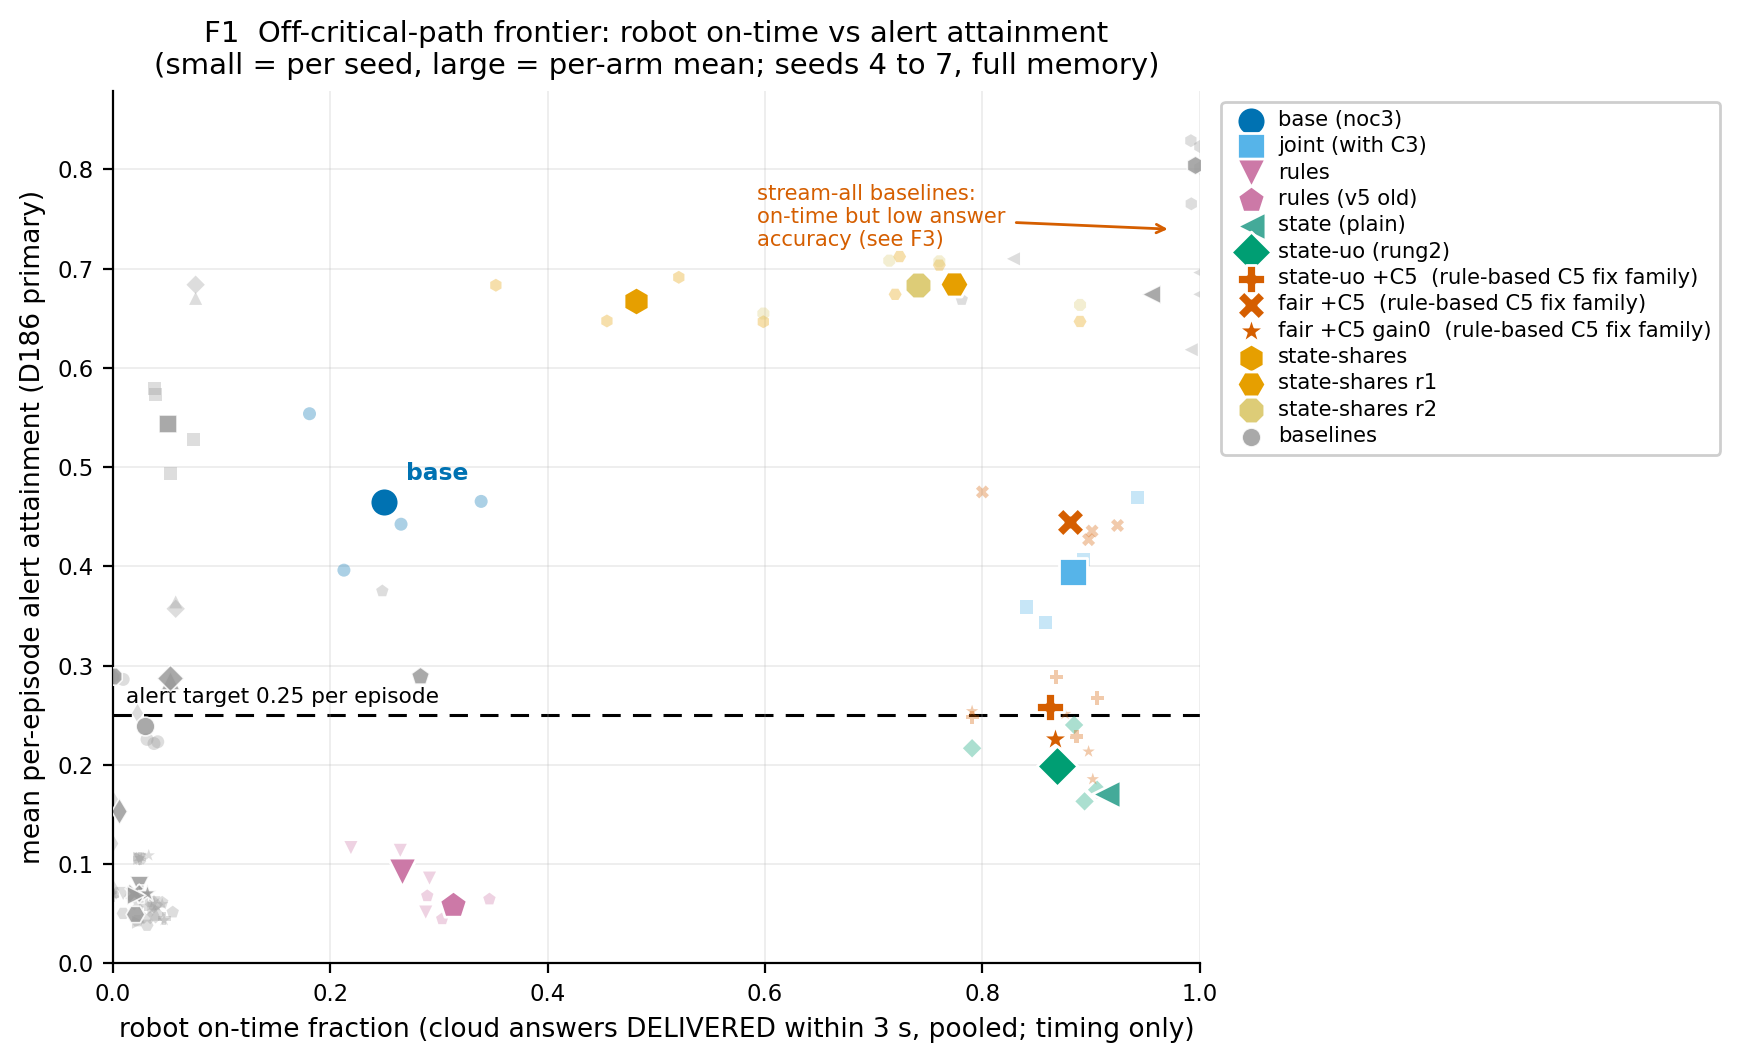 F1  Off-critical-path frontier: robot on-time vs alert attainment
(small = per seed, large = per-arm mean; seeds 4 to 7, full memory)
mean per-episode alert attainment (D186 primary)
0.8
0.7
0.6
0.5
0.4
0.3
0.2
0.1
0.0
stream-all baselines:
on-time but low answer
accuracy (see F3)
base
alert target 0.25 per episode
0.0
0.2
0.4
0.6
0.8
1.0
robot on-time fraction (cloud answers DELIVERED within 3 s, pooled; timing only)
base (noc3)
joint (with C3)
rules
rules (v5 old)
state (plain)
state-uo (rung2)
state-uo +C5  (rule-based C5 fix family)
fair +C5  (rule-based C5 fix family)
fair +C5 gain0  (rule-based C5 fix family)
state-shares
state-shares r1
state-shares r2
baselines